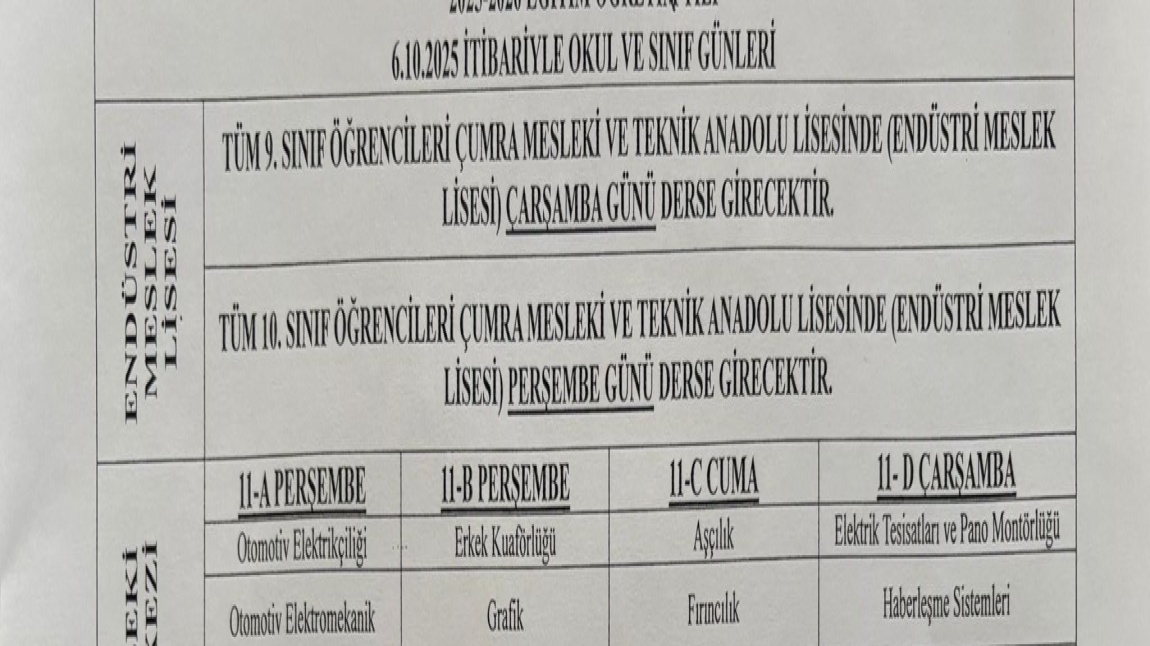 6.10.2025 İTİBARİYLE OKUL VE SINIF GÜNLERİ
ENDÜSTRİ
MESLEK
LİSESİ
TÜM 9. SINIF ÖĞRENCİLERİ ÇUMRA MESLEKİ VE TEKNİK ANADOLU LİSESİNDE (ENDÜSTRİ MESLEK
LİSESİ) ÇARŞAMBA GÜNÜ DERSE GİRECEKTİR.
TÜM 10. SINIF ÖĞRENCİLERİ ÇUMRA MESLEKİ VE TEKNİK ANADOLU LİSESİNDE (ENDÜSTRİ MESLEK
LİSESİ) PERŞEMBE GÜNÜ DERSE GİRECEKTİR.
11-A PERŞEMBE
11-B PERŞEMBE
11-C CUMA
11- D ÇARŞAMBA
Otomotiv Elektrikçiliği
Erkek Kuaförlüğü
Aşçılık
Elektrik Tesisatları ve Pano Montörlüğü
Otomotiv Elektromekanik
Grafik
Fırıncılık
Haberleşme Sistemleri